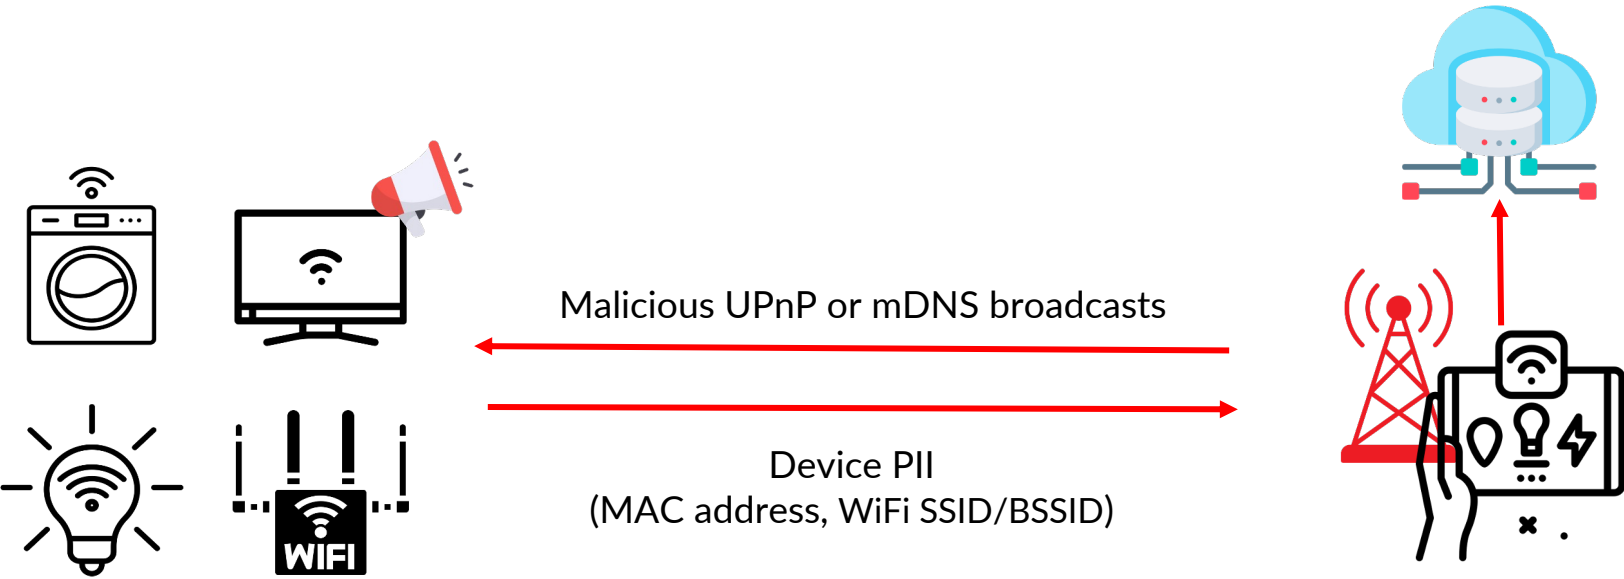 Malicious UPnP or mDNS broadcasts
Device PII
(MAC address, WiFi SSID/BSSID)
WIFI